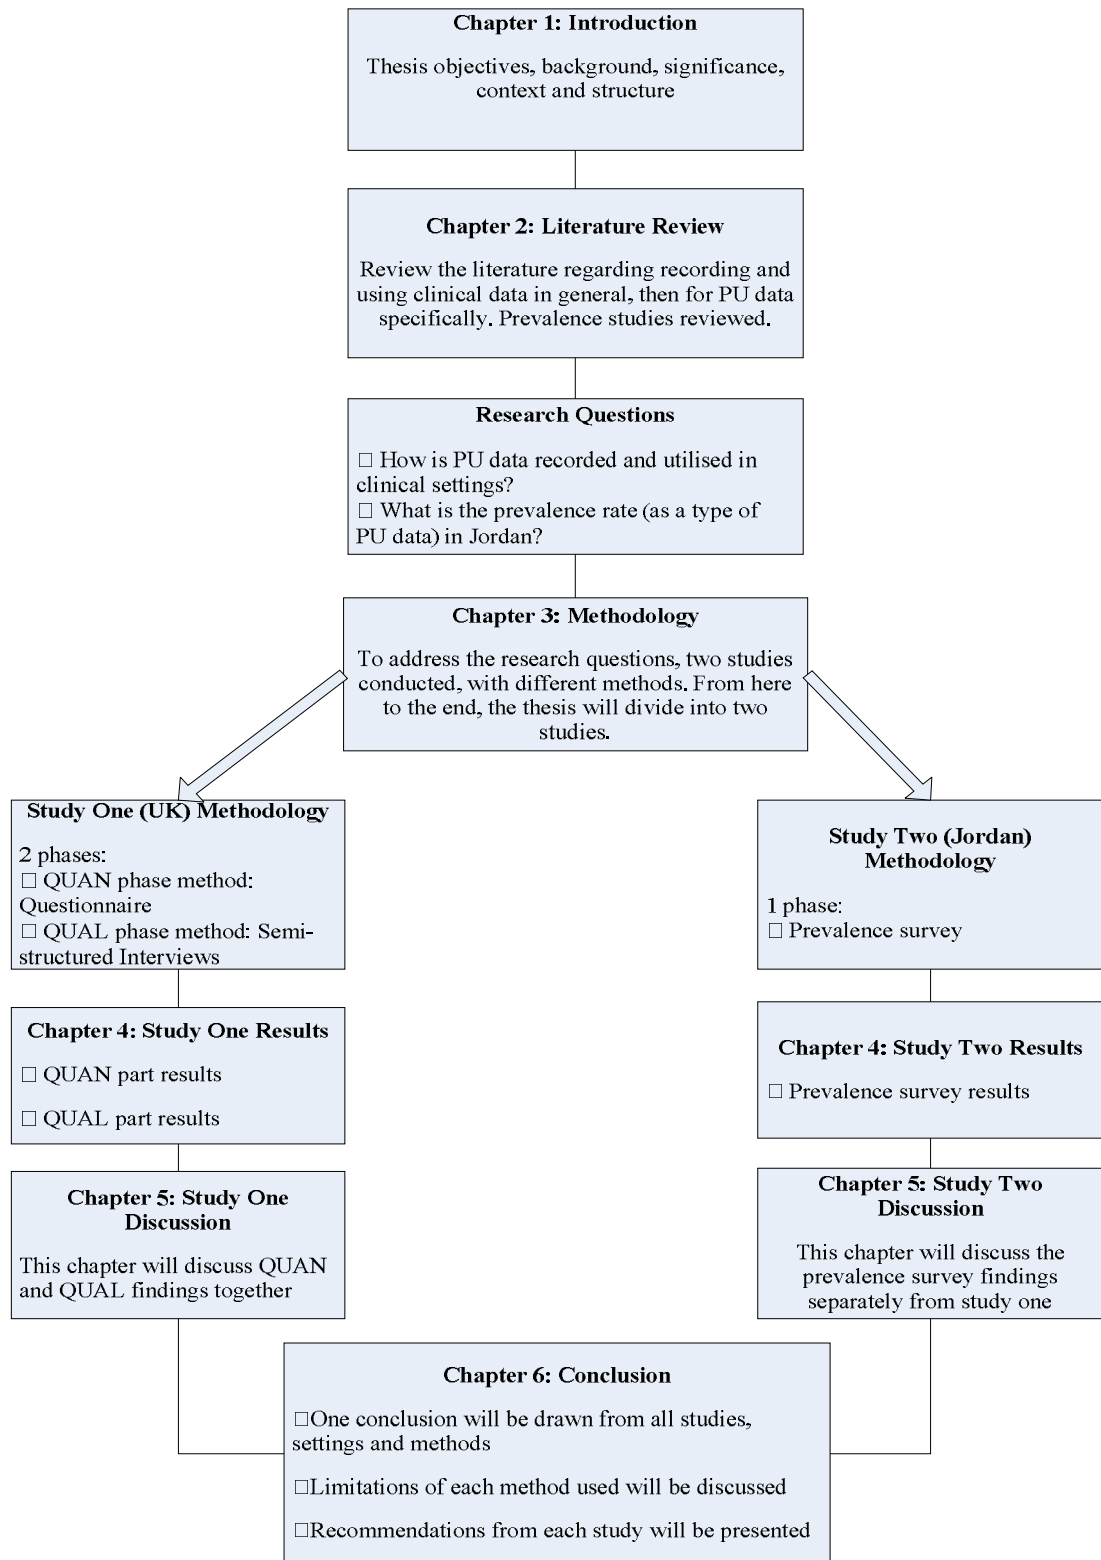 Chapter 1: Introduction
Thesis objectives, background, significance,
context and structure
Chapter 2: Literature Review
Review the literature regarding recording and
using clinical data in general, then for PU data
specifically. Prevalence studies reviewed.
Research Questions
□ How is PU data recorded and utilised in
clinical settings?
□ What is the prevalence rate (as a type of
PU data) in Jordan?
Chapter 3: Methodology
To address the research questions, two studies
conducted, with different methods. From here
to the end, the thesis will divide into two
studies.
Study One (UK) Methodology
2 phases:
□ QUAN phase method:
Questionnaire
□ QUAL phase method: Semi-
structured Interviews
Study Two (Jordan)
Methodology
1 phase:
□ Prevalence survey
Chapter 4: Study One Results
□ QUAN part results
□ QUAL part results
Chapter 4: Study Two Results
□ Prevalence survey results
Chapter 5: Study One
Discussion
This chapter will discuss QUAN
and QUAL findings together
Chapter 5: Study Two
Discussion
This chapter will discuss the
prevalence survey findings
separately from study one
Chapter 6: Conclusion
□One conclusion will be drawn from all studies,
settings and methods
□Limitations of each method used will be discussed
□Recommendations from each study will be presented